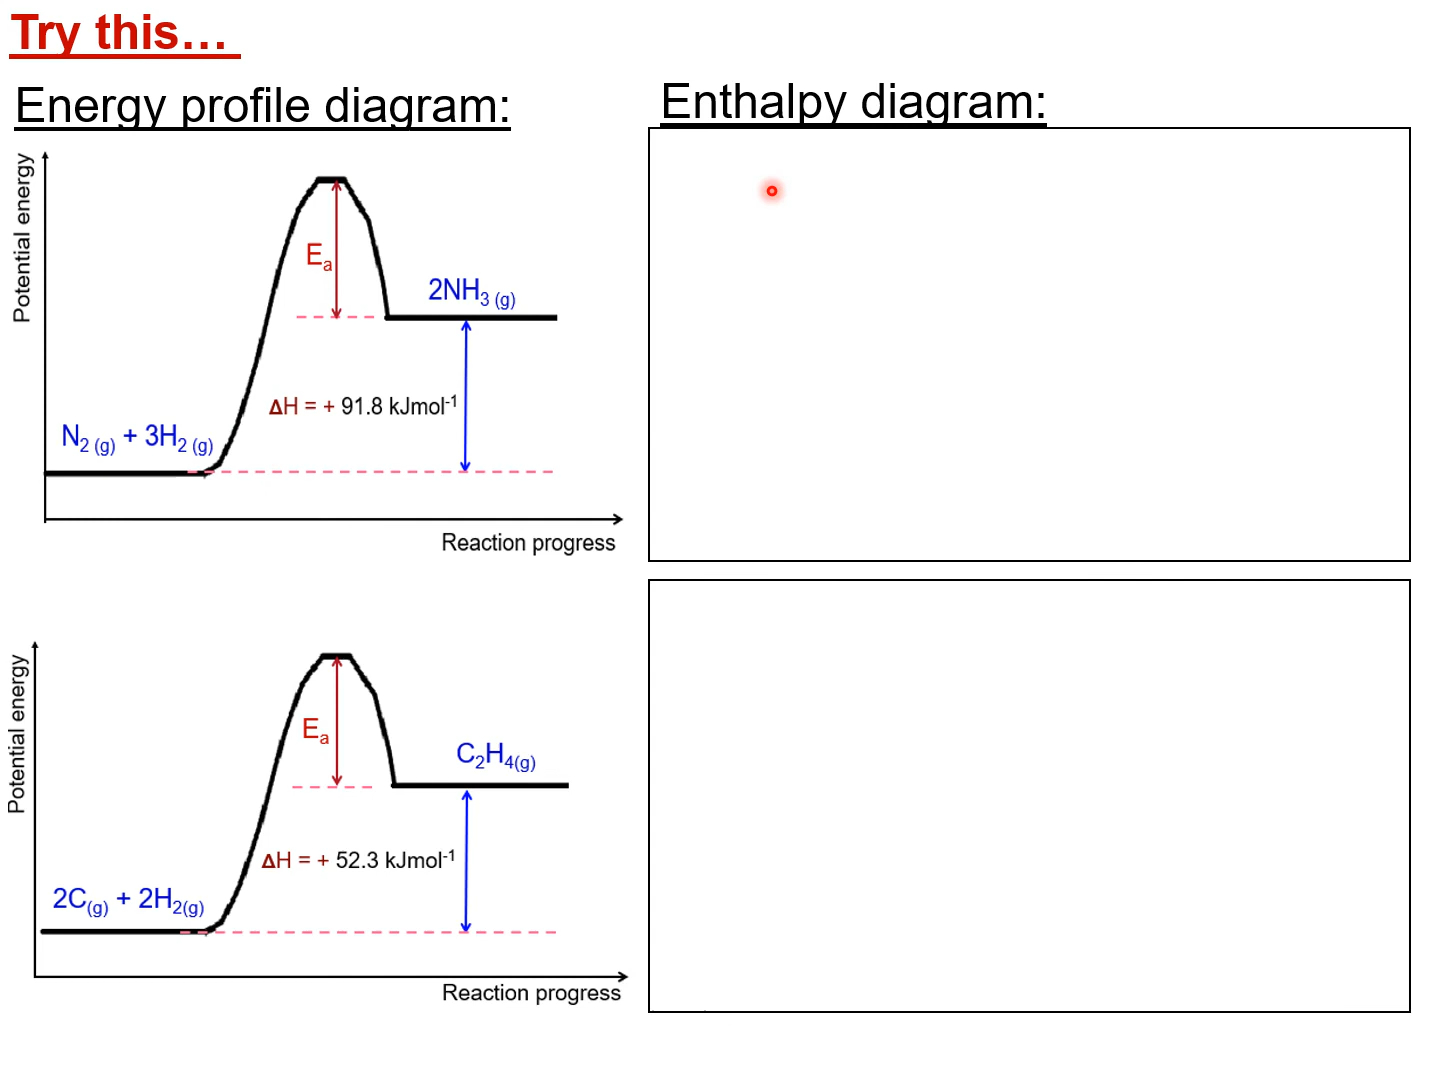 Try this…
Energy profile diagram:
Enthalpy diagram:
Potential energy
Eₐ
2NH₃ (g)
ΔH = + 91.8 kJmol⁻¹
N₂ (g) + 3H₂ (g)
Reaction progress
Potential energy
Eₐ
C₂H₄(g)
ΔH = + 52.3 kJmol⁻¹
2C(g) + 2H₂(g)
Reaction progress